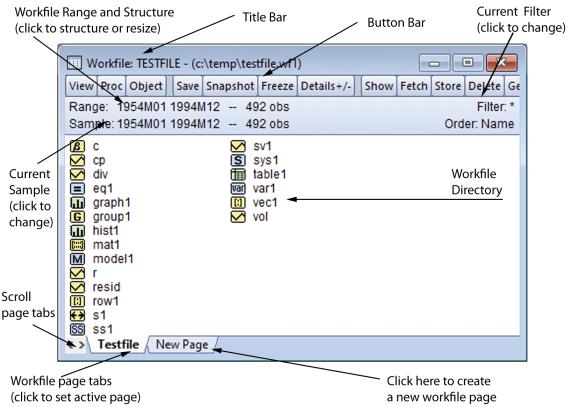 Workfile Range and Structure
(click to structure or resize)
Title Bar
Button Bar
Current Filter
(click to change)
Workfile: TESTFILE - (c:\temp\testfile.wf1)
View Proc Object Save Snapshot Freeze Details+/- Show Fetch Store Delete Ge
Range: 1954M01 1994M12 -- 492 obs
Filter: *
Sample: 1954M01 1994M12 -- 492 obs
Order: Name
c
cp
div
eq1
graph1
group1
hist1
mat1
model1
r
resid
row1
s1
ss1
sv1
sys1
table1
var1
vec1
vol
Current
Sample
(click to
change)
Workfile
Directory
Scroll
page tabs
Testfile New Page
Workfile page tabs
(click to set active page)
Click here to create
a new workfile page